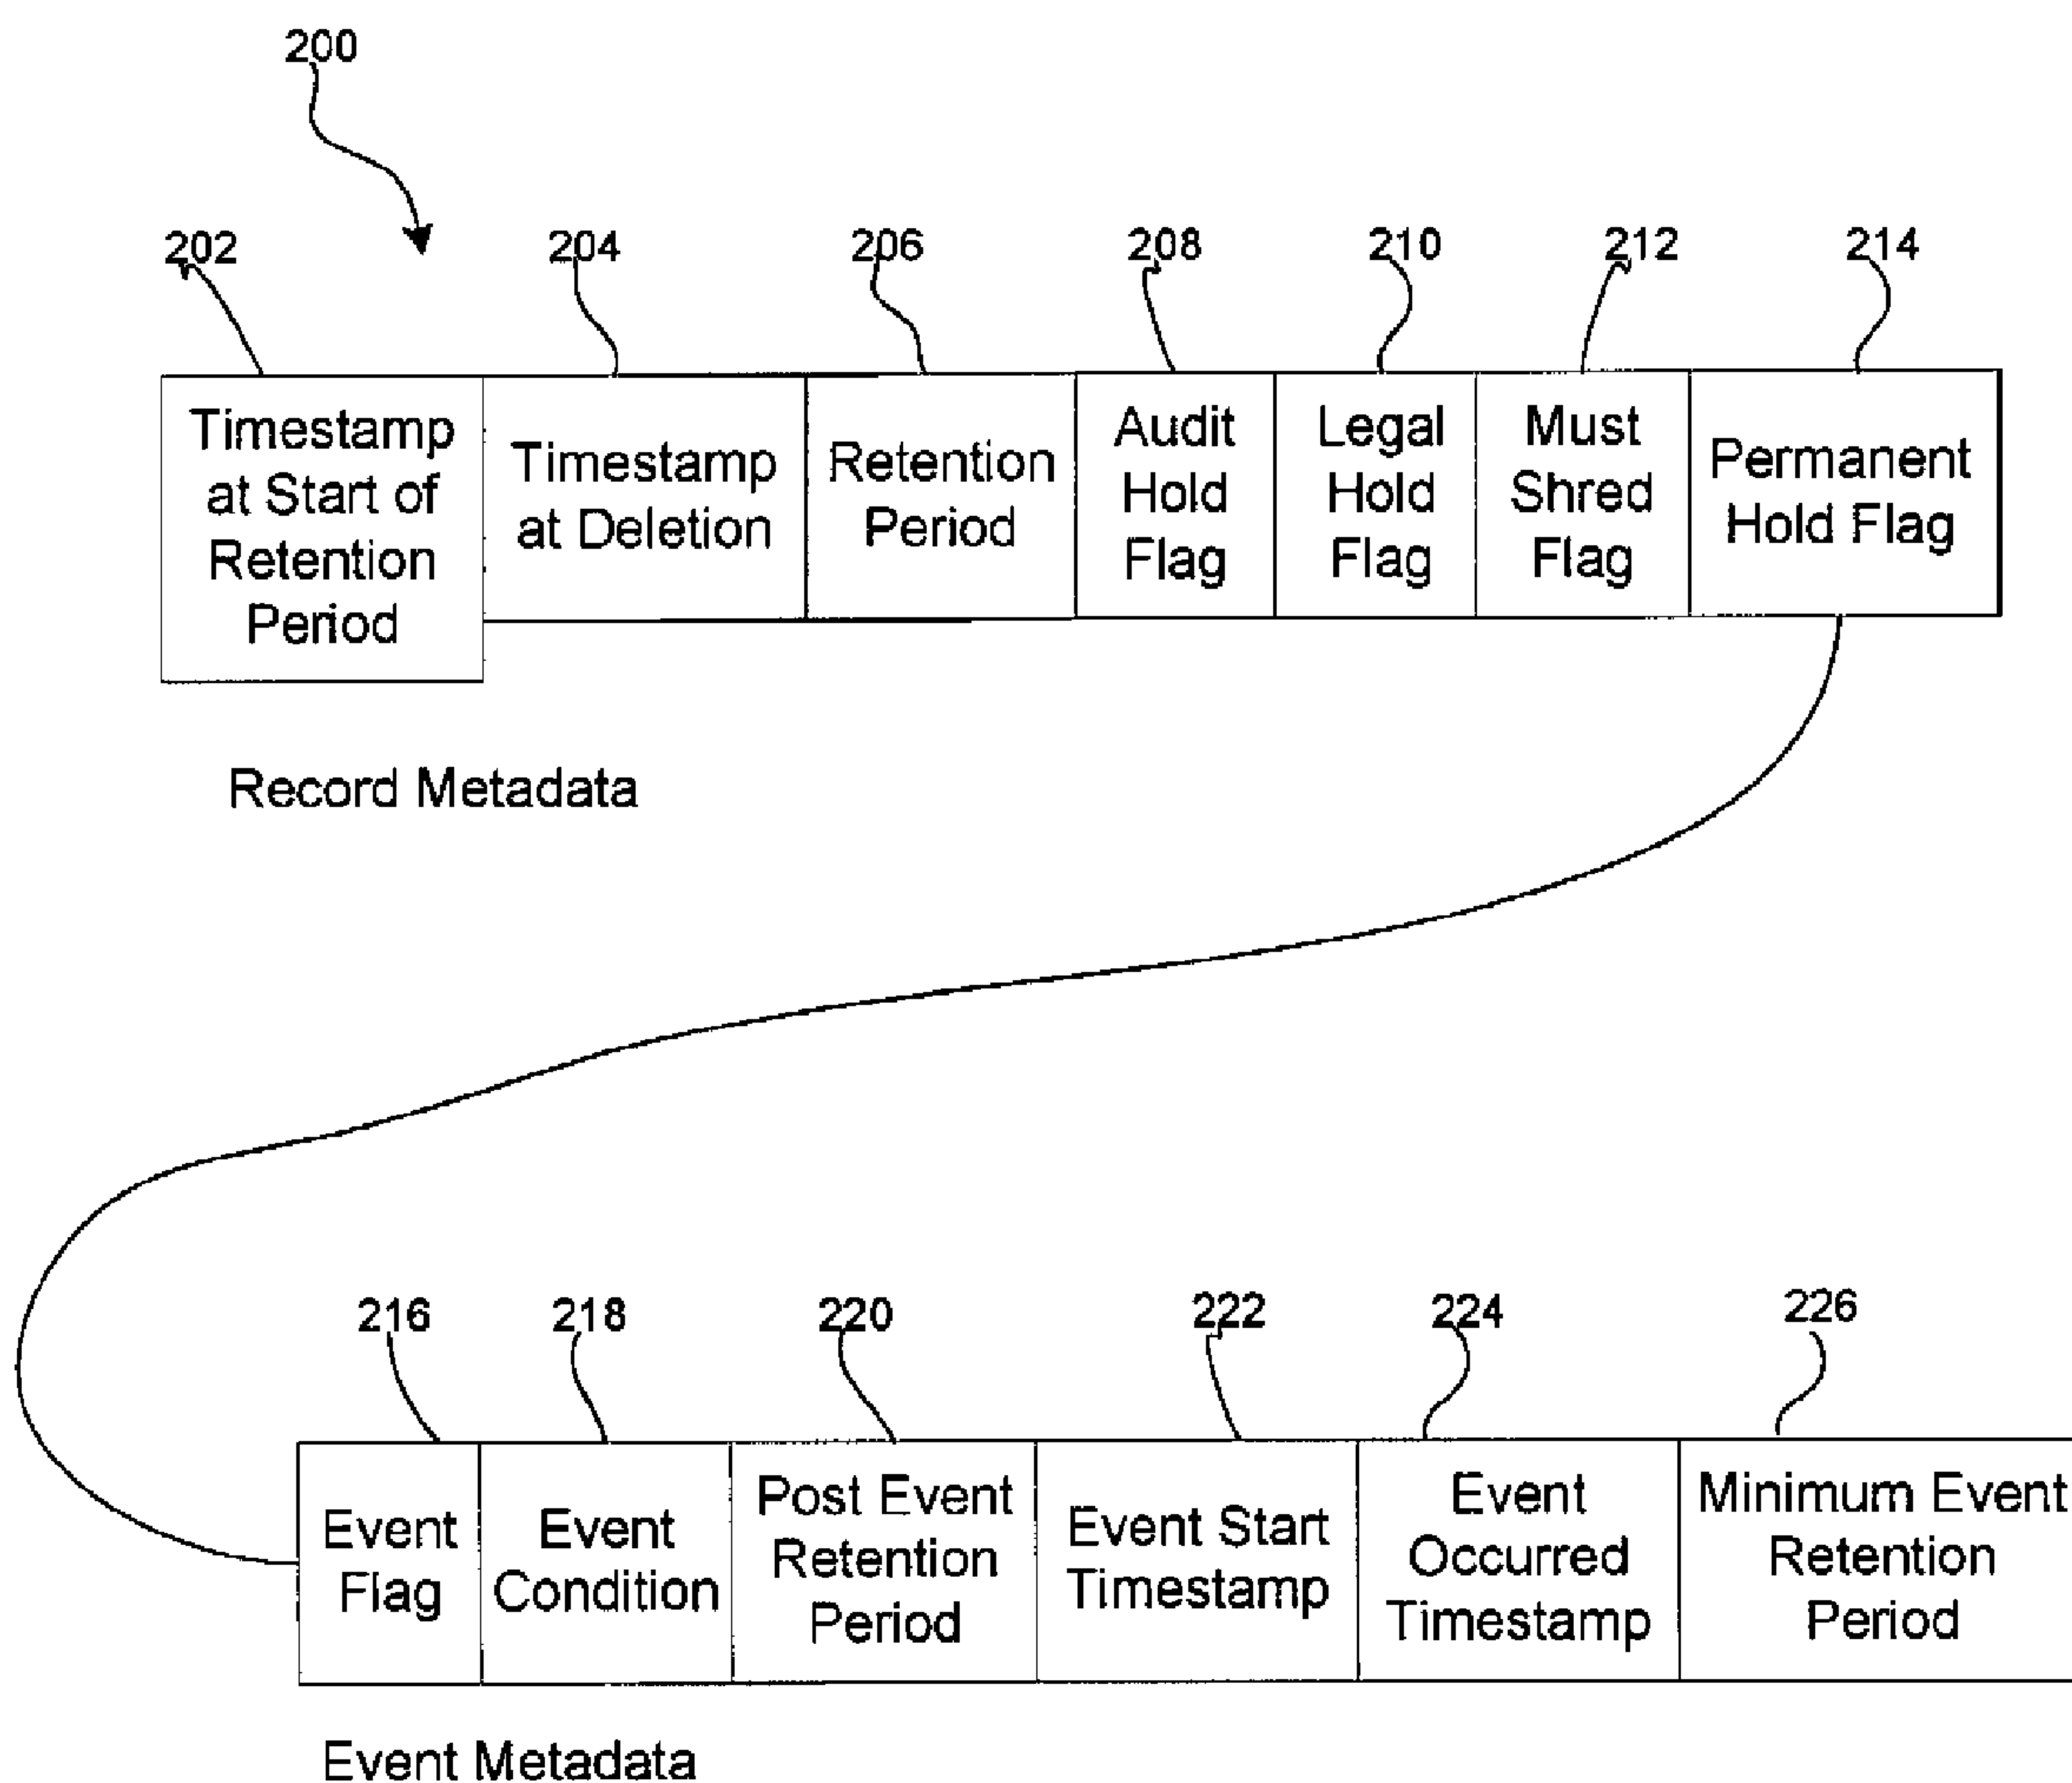 200
202 204 206 208 210 212 214
Timestamp
at Start of
Retention
Period
Timestamp
at Deletion
Retention
Period
Audit
Hold
Flag
Legal
Hold
Flag
Must
Shred
Flag
Permanent
Hold Flag
Record Metadata
216 218 220 222 224 226
Event
Flag
Event
Condition
Post Event
Retention
Period
Event Start
Timestamp
Event
Occurred
Timestamp
Minimum Event
Retention
Period
Event Metadata